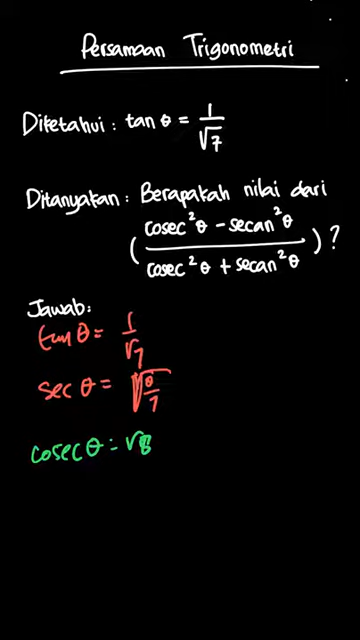 Persamaan Trigonometri
Diketahui: tan θ = 1/√7
Ditanyakan: Berapakah nilai dari
( (cosec²θ - secan²θ)/(cosec²θ + secan²θ) )?
Jawab:
tan θ = 1/√7
sec θ = √(θ/7)
cosec θ = √8